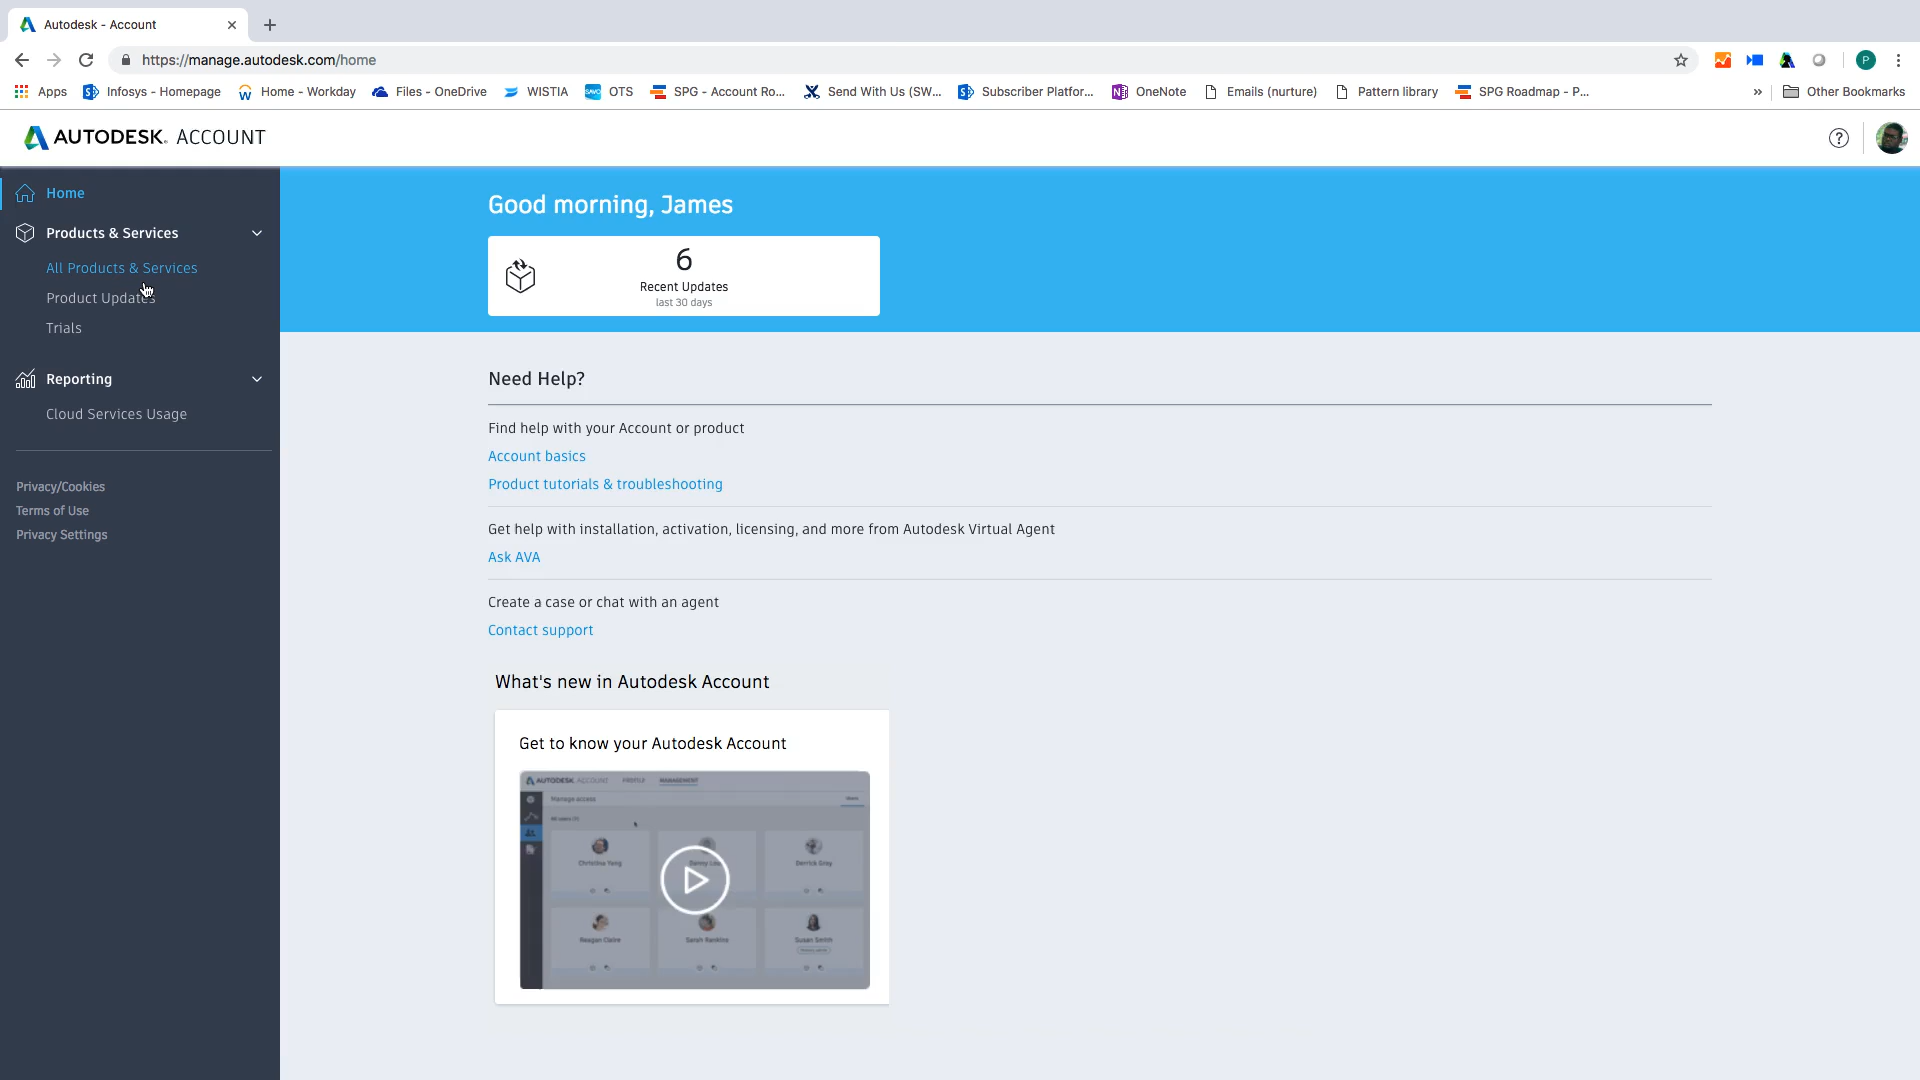 Autodesk - Account
https://manage.autodesk.com/home
P
Apps
Infosys - Homepage
Home - Workday
Files - OneDrive
WISTIA
OTS
SPG - Account Ro...
Send With Us (SW...
Subscriber Platfor...
OneNote
Emails (nurture)
Pattern library
SPG Roadmap - P...
»
Other Bookmarks
AUTODESK. ACCOUNT
Home
Products & Services
All Products & Services
Product Updates
Trials
Reporting
Cloud Services Usage
Privacy/Cookies
Terms of Use
Privacy Settings
Good morning, James
6
Recent Updates
last 30 days
Need Help?
Find help with your Account or product
Account basics
Product tutorials & troubleshooting
Get help with installation, activation, licensing, and more from Autodesk Virtual Agent
Ask AVA
Create a case or chat with an agent
Contact support
What's new in Autodesk Account
Get to know your Autodesk Account
AUTODESK ACCOUNT
PROFILE
MANAGEMENT
Manage access
Christina Yang
Derrick Grey
Reagan Claire
Sarah Rankins
Susan Smith